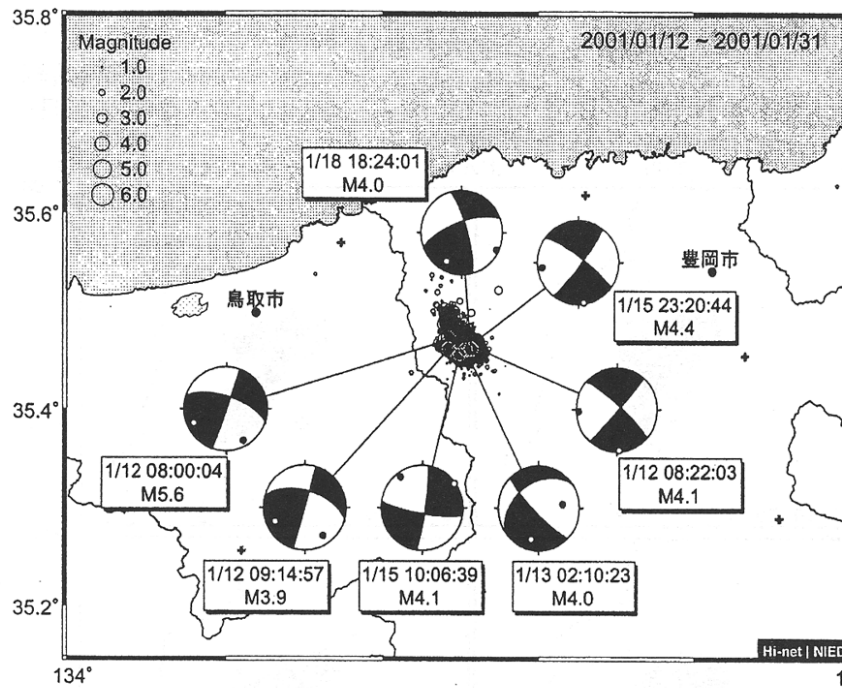 35.8°
Magnitude
1.0
2.0
3.0
4.0
5.0
6.0
2001/01/12 ~ 2001/01/31
1/18 18:24:01
M4.0
35.6°
豊岡市
鳥取市
1/15 23:20:44
M4.4
35.4°
1/12 08:00:04
M5.6
1/12 08:22:03
M4.1
1/12 09:14:57
M3.9
1/15 10:06:39
M4.1
1/13 02:10:23
M4.0
35.2°
Hi-net | NIED
134°